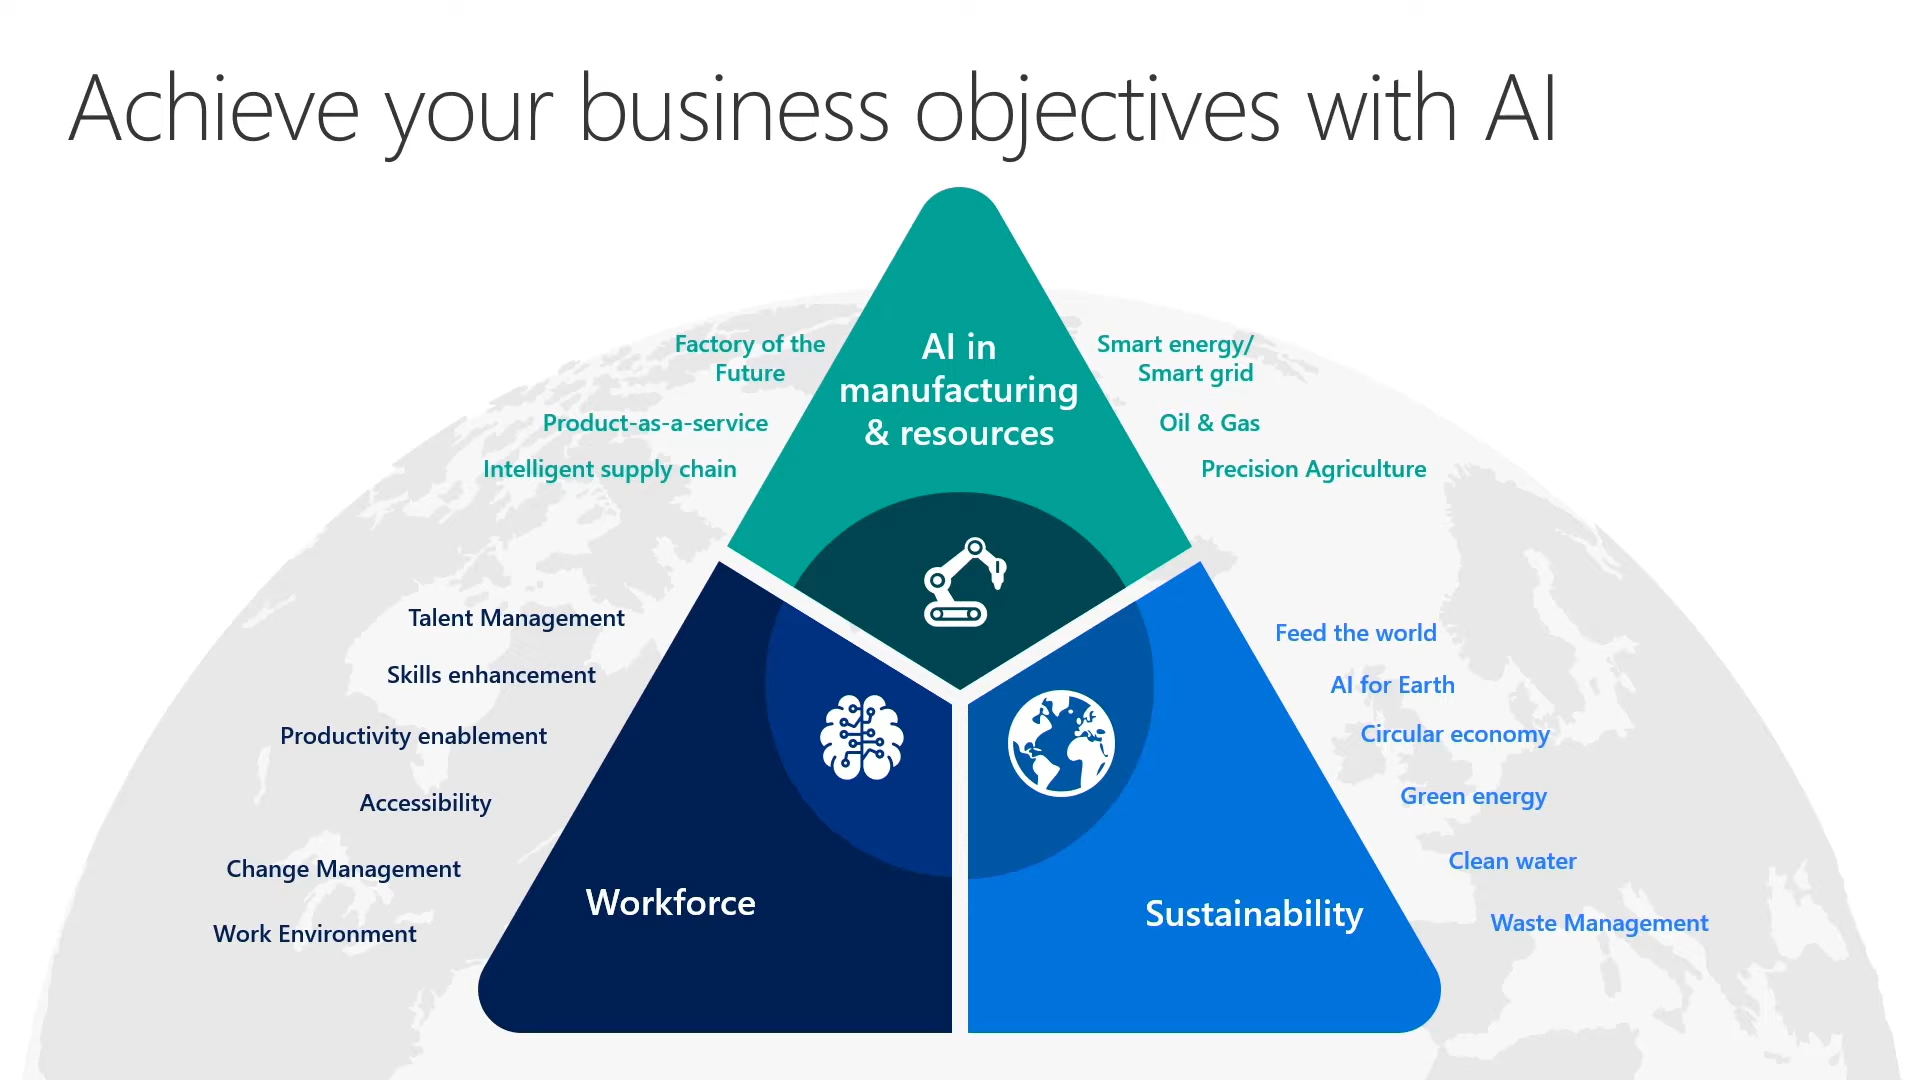 Achieve your business objectives with AI
AI in
manufacturing
& resources
Factory of the
Future
Product-as-a-service
Intelligent supply chain
Smart energy/
Smart grid
Oil & Gas
Precision Agriculture
Talent Management
Skills enhancement
Productivity enablement
Accessibility
Change Management
Work Environment
Workforce
Feed the world
AI for Earth
Circular economy
Green energy
Clean water
Waste Management
Sustainability